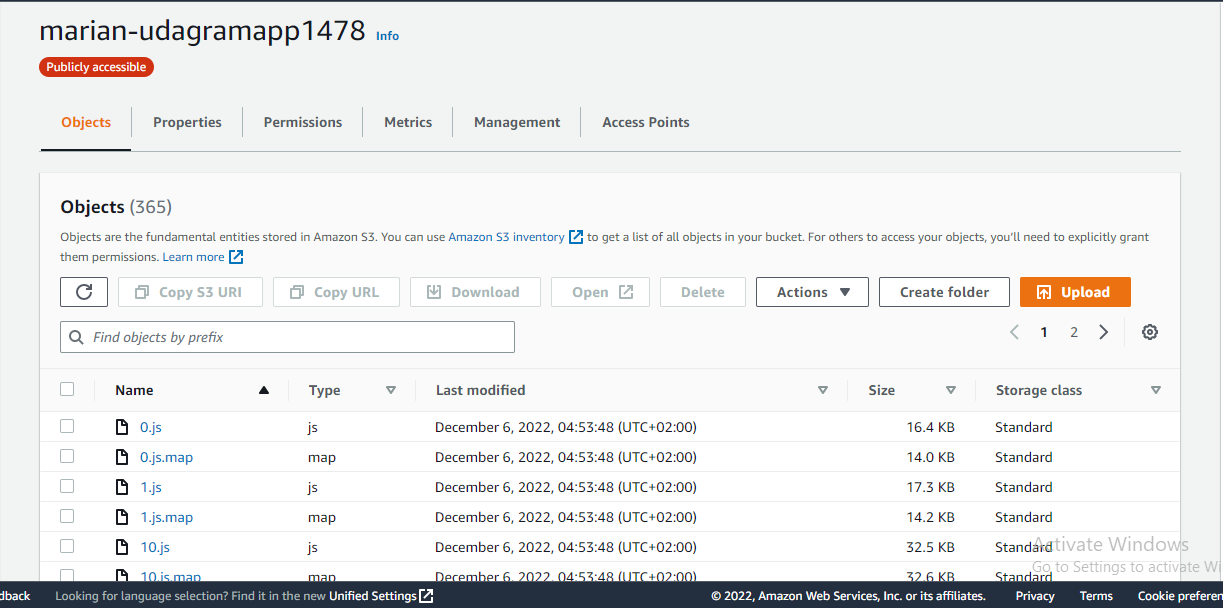 marian-udagramapp1478 Info
Publicly accessible
Objects Properties Permissions Metrics Management Access Points
Objects (365)
Objects are the fundamental entities stored in Amazon S3. You can use Amazon S3 inventory to get a list of all objects in your bucket. For others to access your objects, you'll need to explicitly grant
them permissions. Learn more
Copy S3 URI Copy URL Download Open Delete Actions Create folder Upload
Find objects by prefix 1 2
Name Type Last modified Size Storage class
0.js js December 6, 2022, 04:53:48 (UTC+02:00) 16.4 KB Standard
0.js.map map December 6, 2022, 04:53:48 (UTC+02:00) 14.0 KB Standard
1.js js December 6, 2022, 04:53:48 (UTC+02:00) 17.3 KB Standard
1.js.map map December 6, 2022, 04:53:48 (UTC+02:00) 14.2 KB Standard
10.js js December 6, 2022, 04:53:48 (UTC+02:00) 32.5 KB Standard
Activate Windows
10.js.map map December 6, 2022, 04:53:48 (UTC+02:00) 32.6 KB Standard
Go to Settings to activate Wi
dback Looking for language selection? Find it in the new Unified Settings © 2022, Amazon Web Services, Inc. or its affiliates. Privacy Terms Cookie preferen